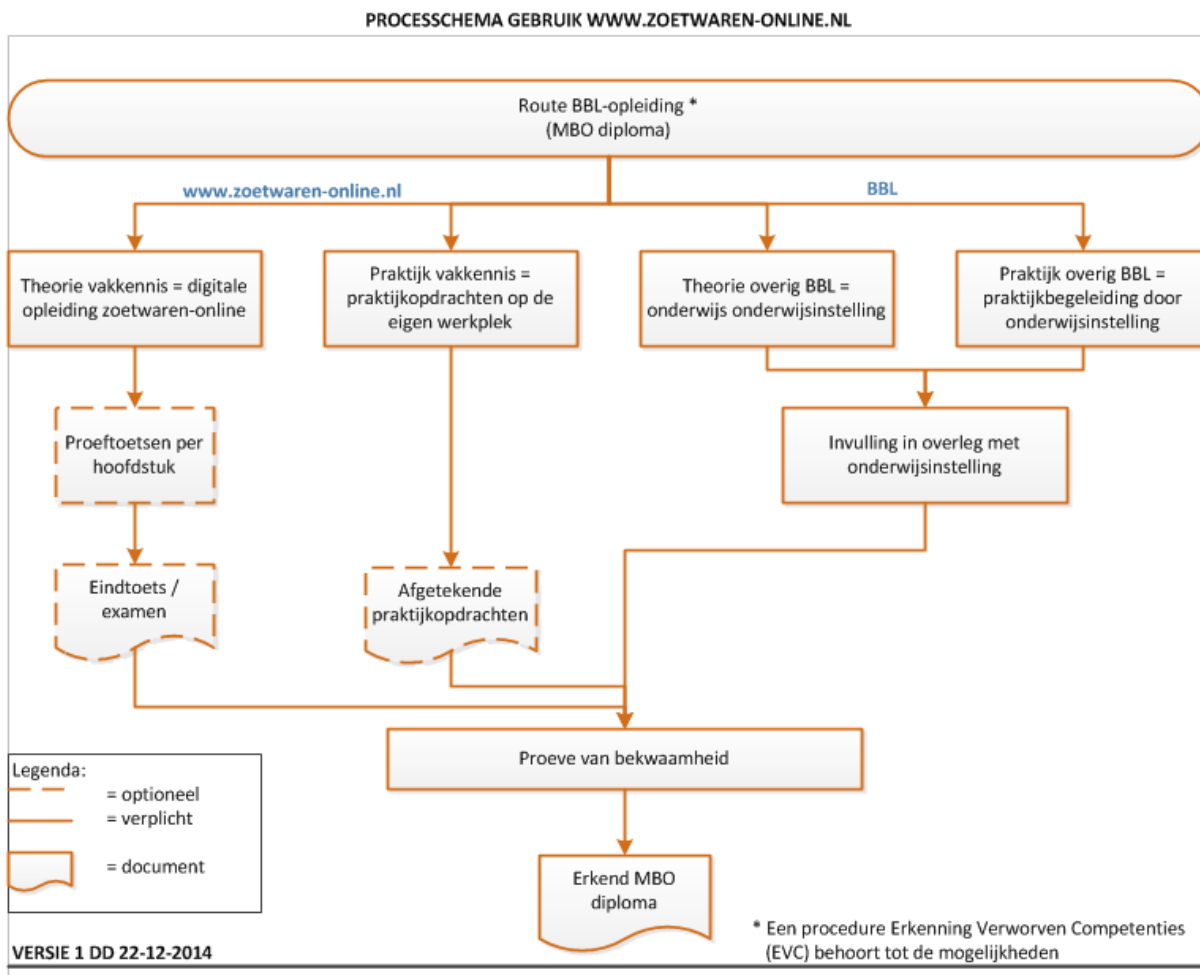 PROCESSCHEMA GEBRUIK WWW.ZOETWAREN-ONLINE.NL
Route BBL-opleiding *
(MBO diploma)
www.zoetwaren-online.nl
BBL
Theorie vakkennis = digitale
opleiding zoetwaren-online
Praktijk vakkennis =
praktijkopdrachten op de
eigen werkplek
Theorie overig BBL =
onderwijs onderwijsinstelling
Praktijk overig BBL =
praktijkbegeleiding door
onderwijsinstelling
Proeftoetsen per
hoofdstuk
Invulling in overleg met
onderwijsinstelling
Eindtoets /
examen
Afgetekende
praktijkopdrachten
Proeve van bekwaamheid
Legenda:
= optioneel
= verplicht
= document
Erkend MBO
diploma
* Een procedure Erkenning Verworven Competenties
(EVC) behoort tot de mogelijkheden
VERSIE 1 DD 22-12-2014